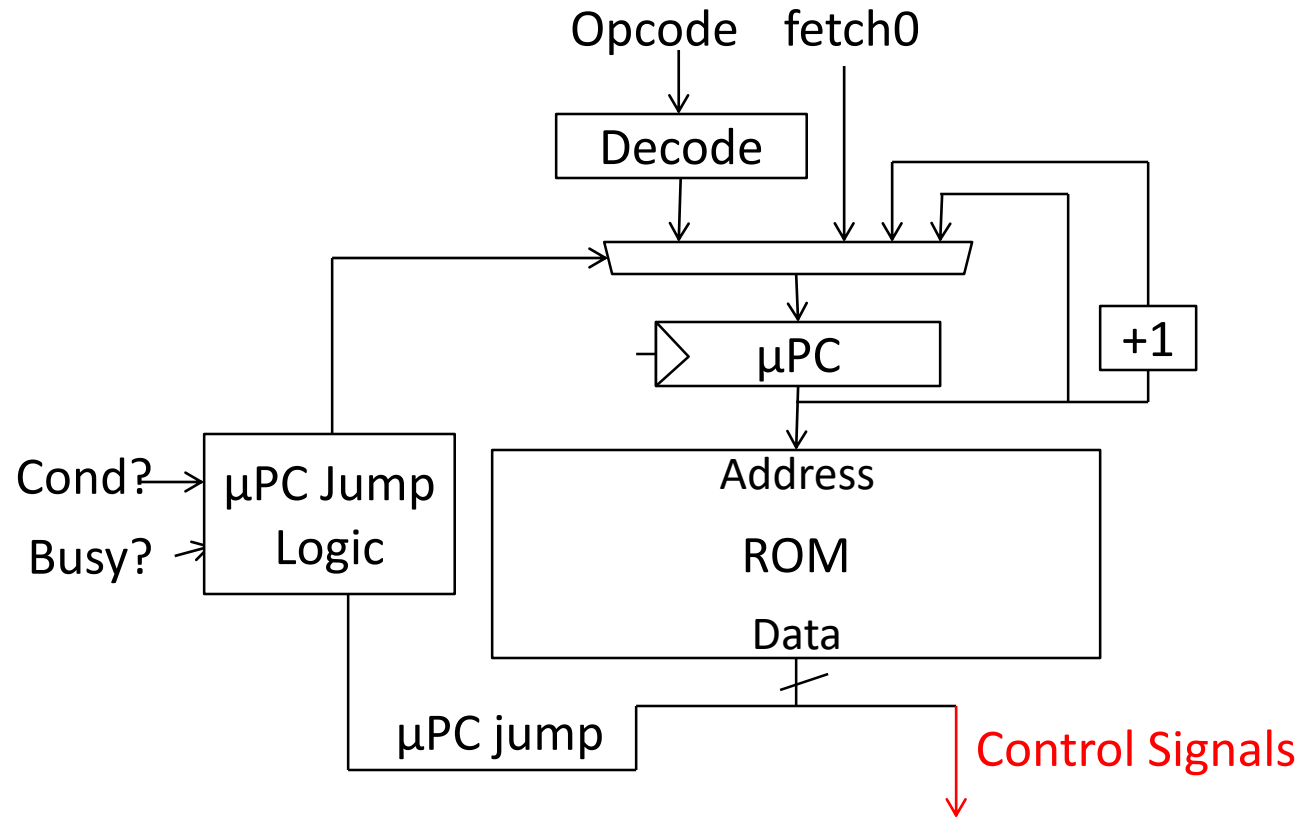 Opcode fetch0
Decode
+1
µPC
Cond?
µPC Jump
Logic
Busy?
Address
ROM
Data
µPC jump
Control Signals